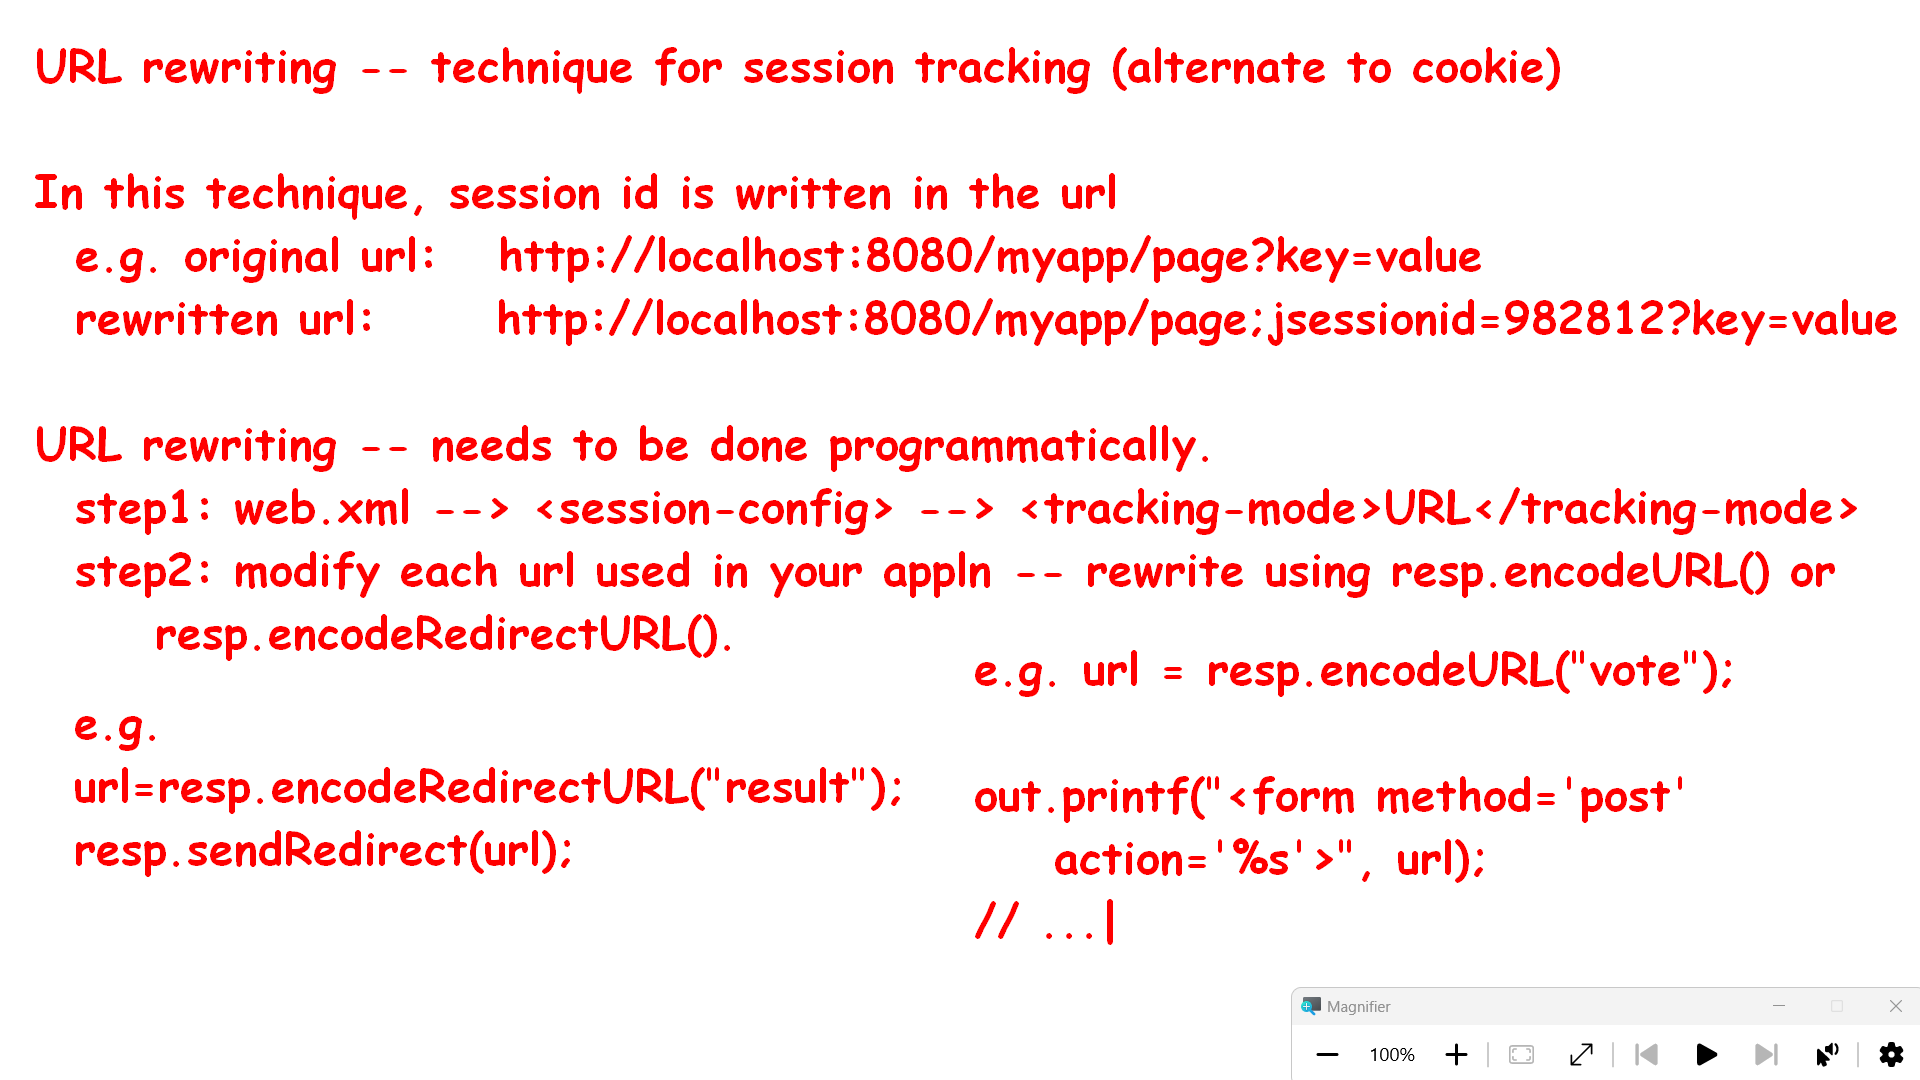 URL rewriting -- technique for session tracking (alternate to cookie)
In this technique, session id is written in the url
e.g. original url: http://localhost:8080/myapp/page?key=value
rewritten url: http://localhost:8080/myapp/page;jsessionid=982812?key=value
URL rewriting -- needs to be done programmatically.
step1: web.xml --> <session-config> --> <tracking-mode>URL</tracking-mode>
step2: modify each url used in your appln -- rewrite using resp.encodeURL() or
resp.encodeRedirectURL().
e.g.
url=resp.encodeRedirectURL("result");
resp.sendRedirect(url);
e.g. url = resp.encodeURL("vote");
out.printf("<form method='post'
action='%s'>", url);
// ...
Magnifier
100%